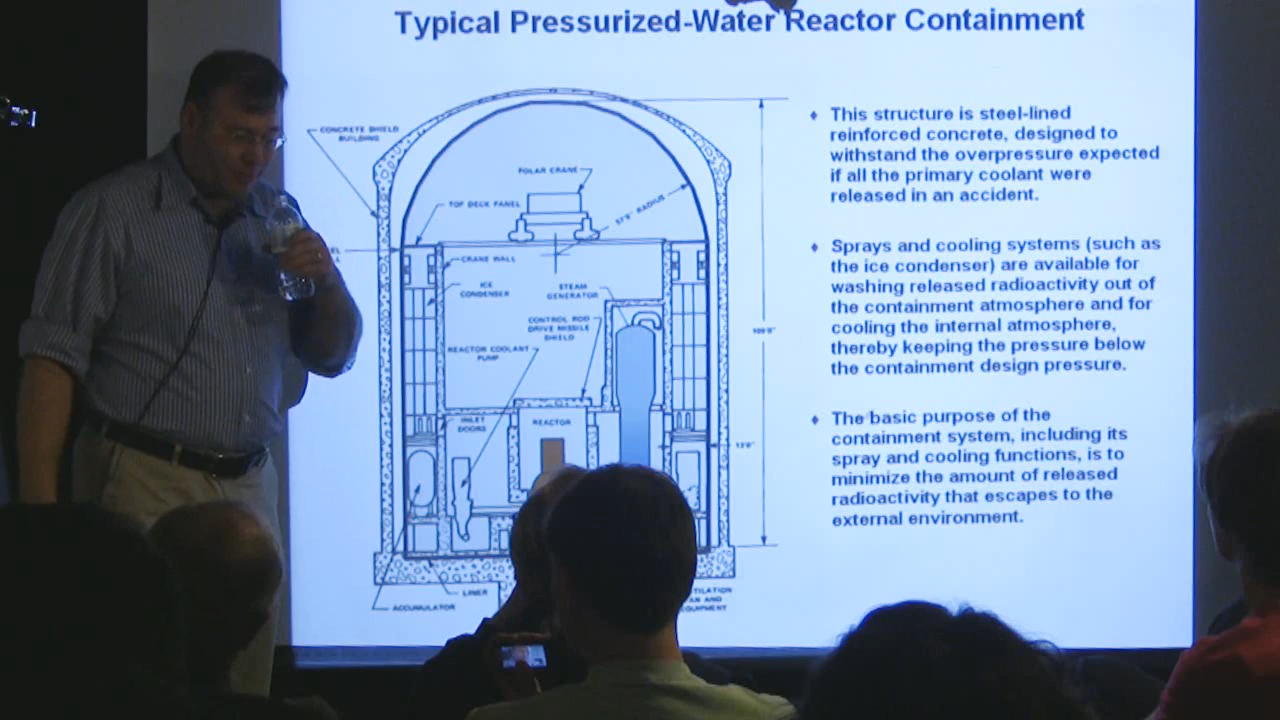 Typical Pressurized-Water Reactor Containment
CONCRETE SHIELD
BUILDING
POLAR CRANE
57'6" RADIUS
TOP DECK PANEL
CRANE WALL
ICE
CONDENSER
STEAM
GENERATOR
CONTROL ROD
DRIVE MISSILE
SHIELD
REACTOR COOLANT
PUMP
INLET
DOORS
REACTOR
LINER
ACCUMULATOR
AND
♦ This structure is steel-lined
reinforced concrete, designed to
withstand the overpressure expected
if all the primary coolant were
released in an accident.
♦ Sprays and cooling systems (such as
the ice condenser) are available for
washing released radioactivity out of
the containment atmosphere and for
cooling the internal atmosphere,
thereby keeping the pressure below
the containment design pressure.
♦ The basic purpose of the
containment system, including its
spray and cooling functions, is to
minimize the amount of released
radioactivity that escapes to the
external environment.